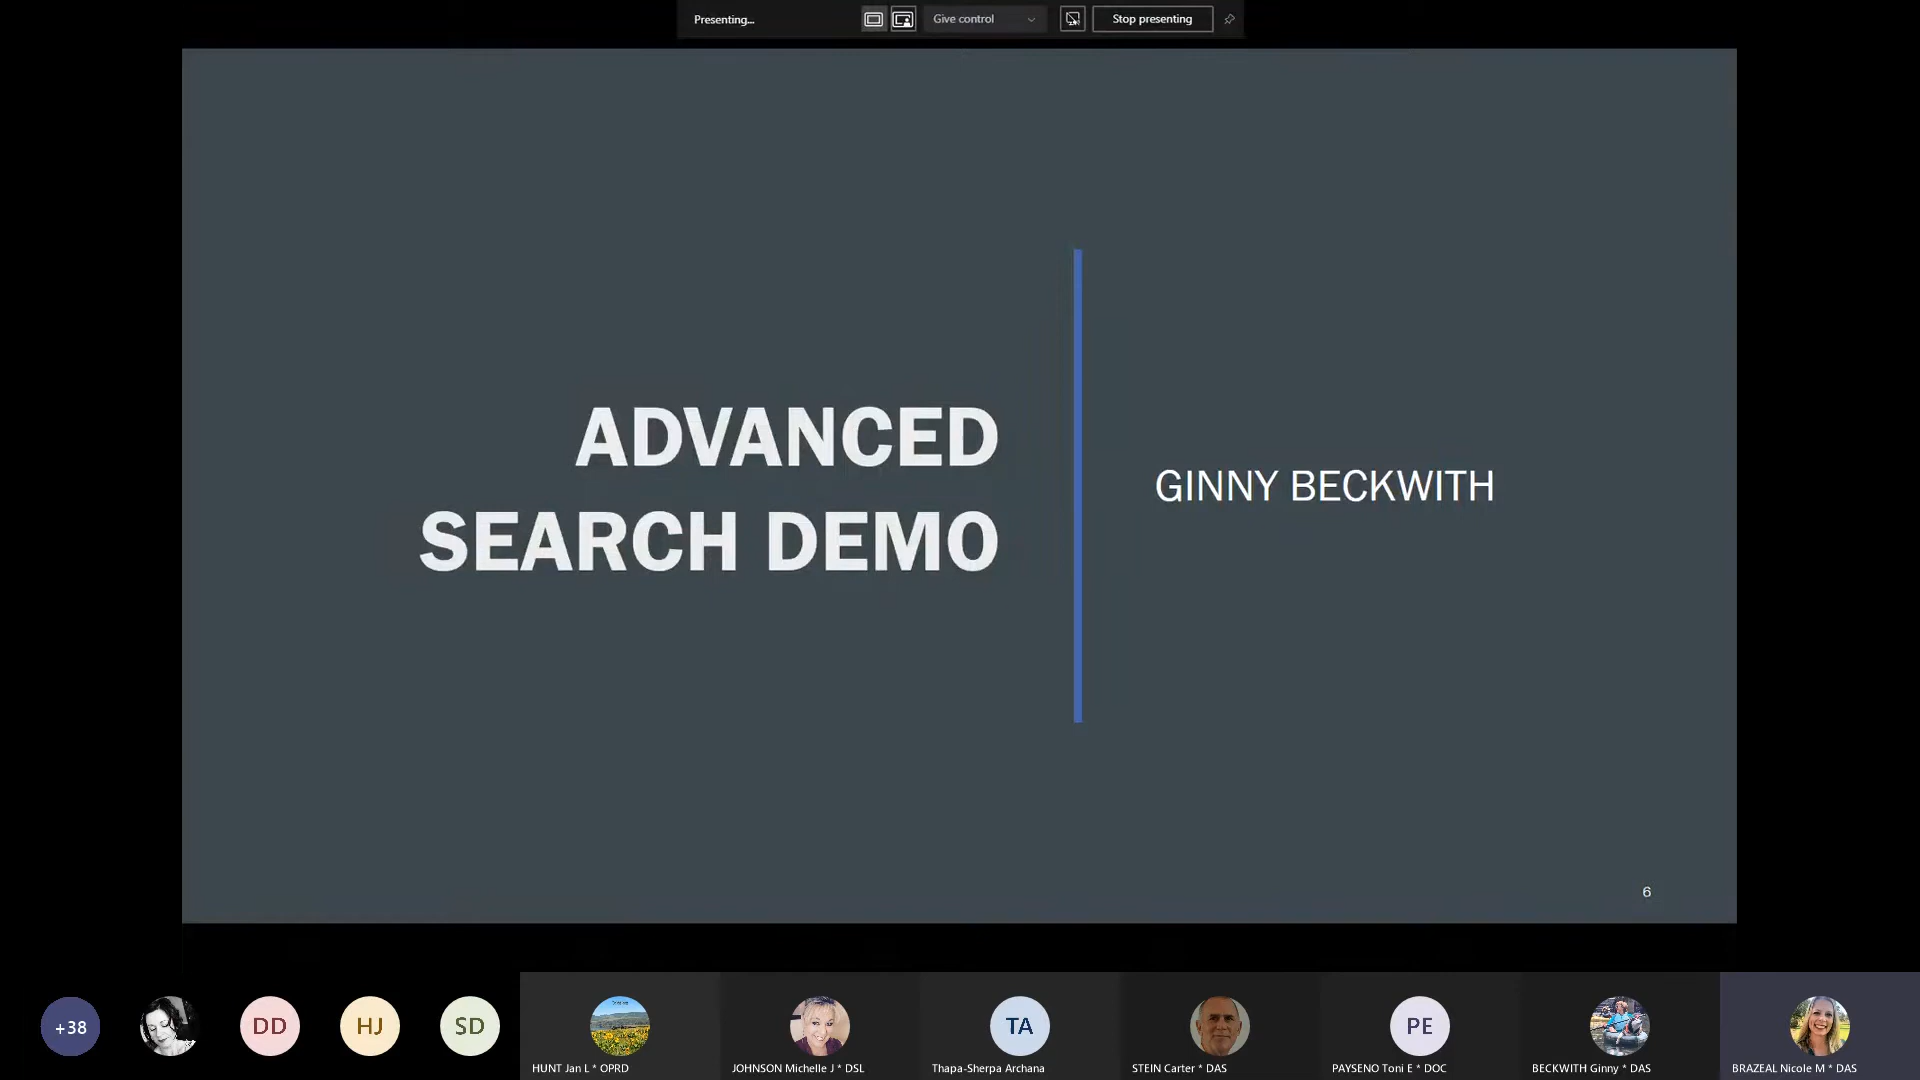 Presenting...
Give control
Stop presenting
ADVANCED
SEARCH DEMO
GINNY BECKWITH
6
+38
DD
HJ
SD
TA
PE
HUNT Jan L * OPRD
JOHNSON Michelle J * DSL
Thapa-Sherpa Archana
STEIN Carter * DAS
PAYSENO Toni E * DOC
BECKWITH Ginny * DAS
BRAZEAL Nicole M * DAS